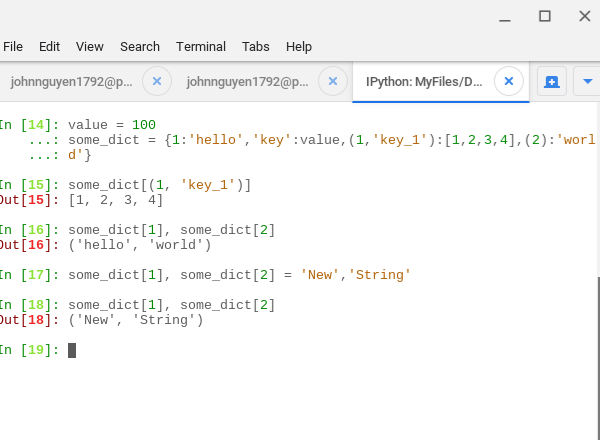 File Edit View Search Terminal Tabs Help
johnnguyen1792@p... johnnguyen1792@p... IPython: MyFiles/D...
In [14]: value = 100
...: some_dict = {1:'hello','key':value,(1,'key_1'):[1,2,3,4],(2):'worl
...: d'}
In [15]: some_dict[(1, 'key_1')]
Out[15]: [1, 2, 3, 4]
In [16]: some_dict[1], some_dict[2]
Out[16]: ('hello', 'world')
In [17]: some_dict[1], some_dict[2] = 'New','String'
In [18]: some_dict[1], some_dict[2]
Out[18]: ('New', 'String')
In [19]: